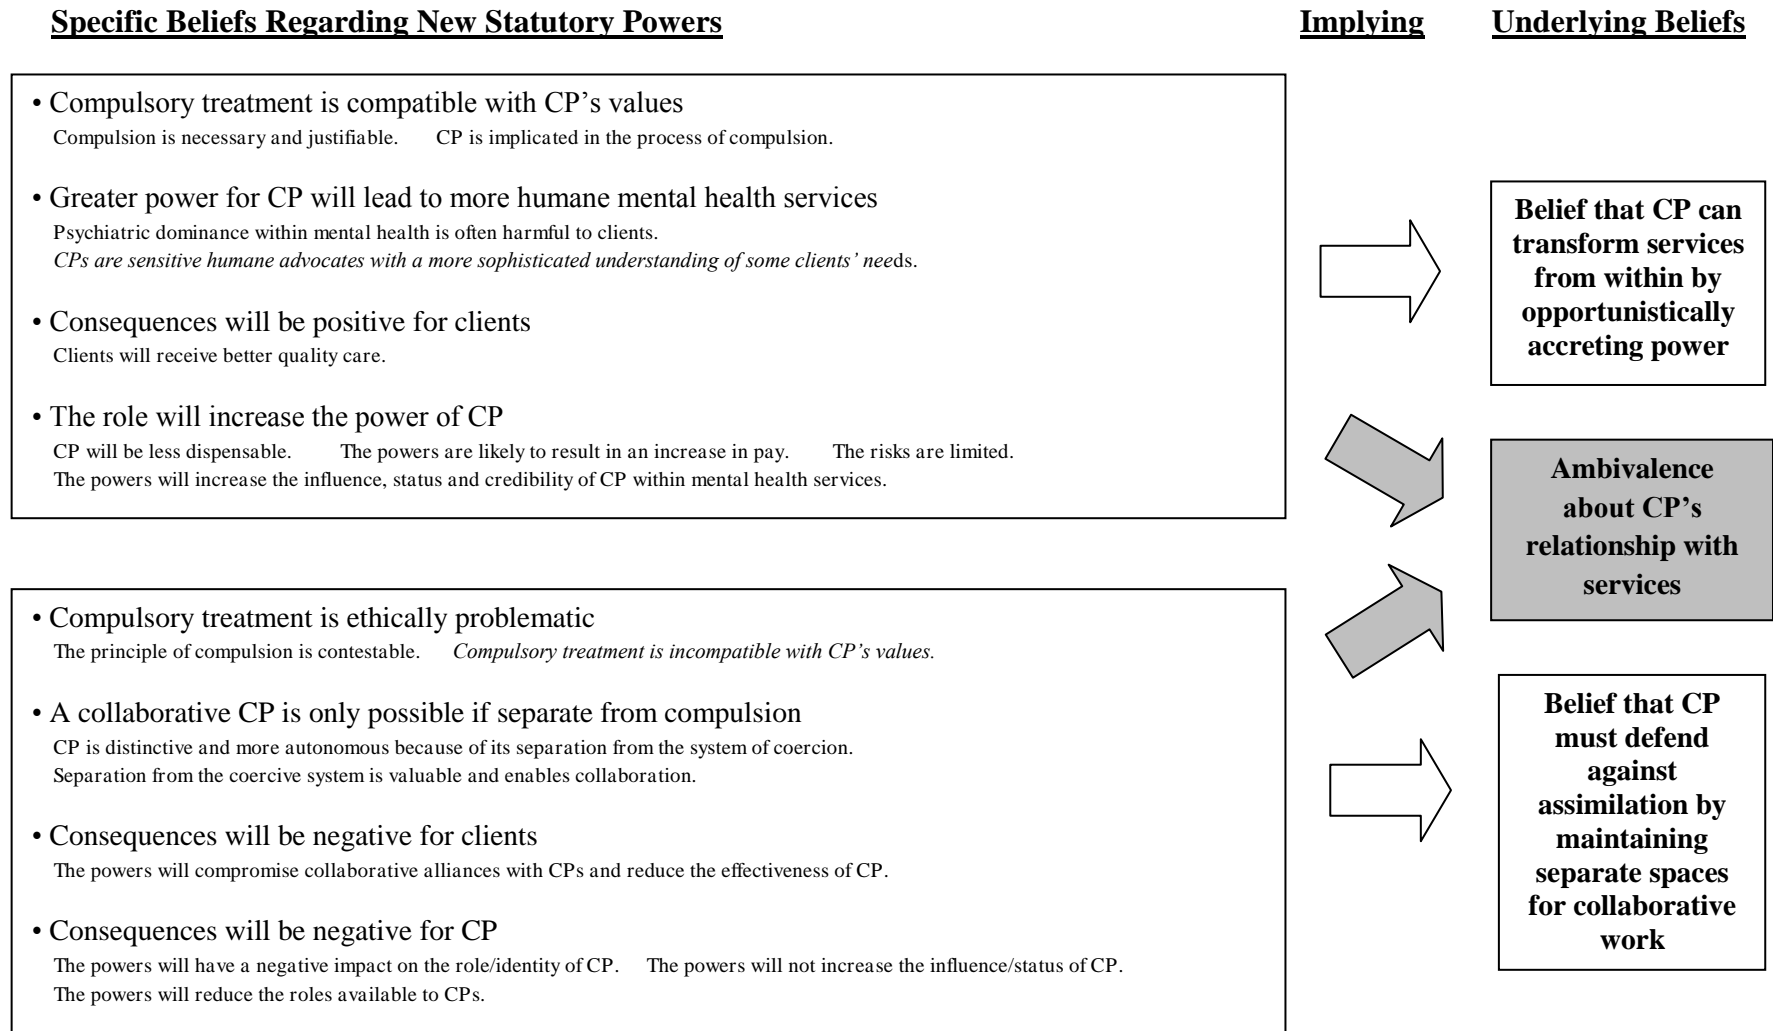 Specific Beliefs Regarding New Statutory Powers
Implying
Underlying Beliefs
• Compulsory treatment is compatible with CP’s values
Compulsion is necessary and justifiable. CP is implicated in the process of compulsion.
• Greater power for CP will lead to more humane mental health services
Psychiatric dominance within mental health is often harmful to clients.
CPs are sensitive humane advocates with a more sophisticated understanding of some clients’ needs.
• Consequences will be positive for clients
Clients will receive better quality care.
• The role will increase the power of CP
CP will be less dispensable. The powers are likely to result in an increase in pay. The risks are limited.
The powers will increase the influence, status and credibility of CP within mental health services.
• Compulsory treatment is ethically problematic
The principle of compulsion is contestable. Compulsory treatment is incompatible with CP’s values.
• A collaborative CP is only possible if separate from compulsion
CP is distinctive and more autonomous because of its separation from the system of coercion.
Separation from the coercive system is valuable and enables collaboration.
• Consequences will be negative for clients
The powers will compromise collaborative alliances with CPs and reduce the effectiveness of CP.
• Consequences will be negative for CP
The powers will have a negative impact on the role/identity of CP. The powers will not increase the influence/status of CP.
The powers will reduce the roles available to CPs.
Belief that CP can
transform services
from within by
opportunistically
accreting power
Ambivalence
about CP’s
relationship with
services
Belief that CP
must defend
against
assimilation by
maintaining
separate spaces
for collaborative
work